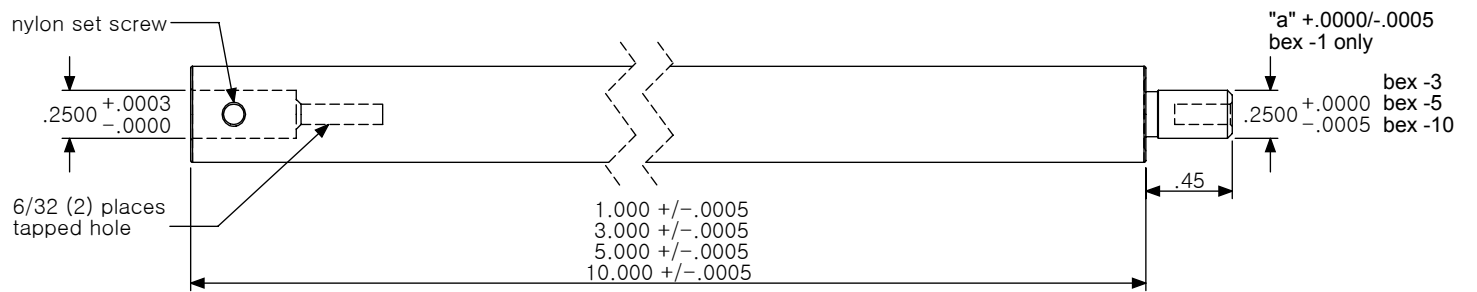 nylon set screw
.2500 +.0003
-.0000
6/32 (2) places
tapped hole
1.000 +/-.0005
3.000 +/-.0005
5.000 +/-.0005
10.000 +/-.0005
"a" +.0000/-.0005
bex -1 only
.2500 +.0000
-.0005
bex -3
bex -5
bex -10
.45